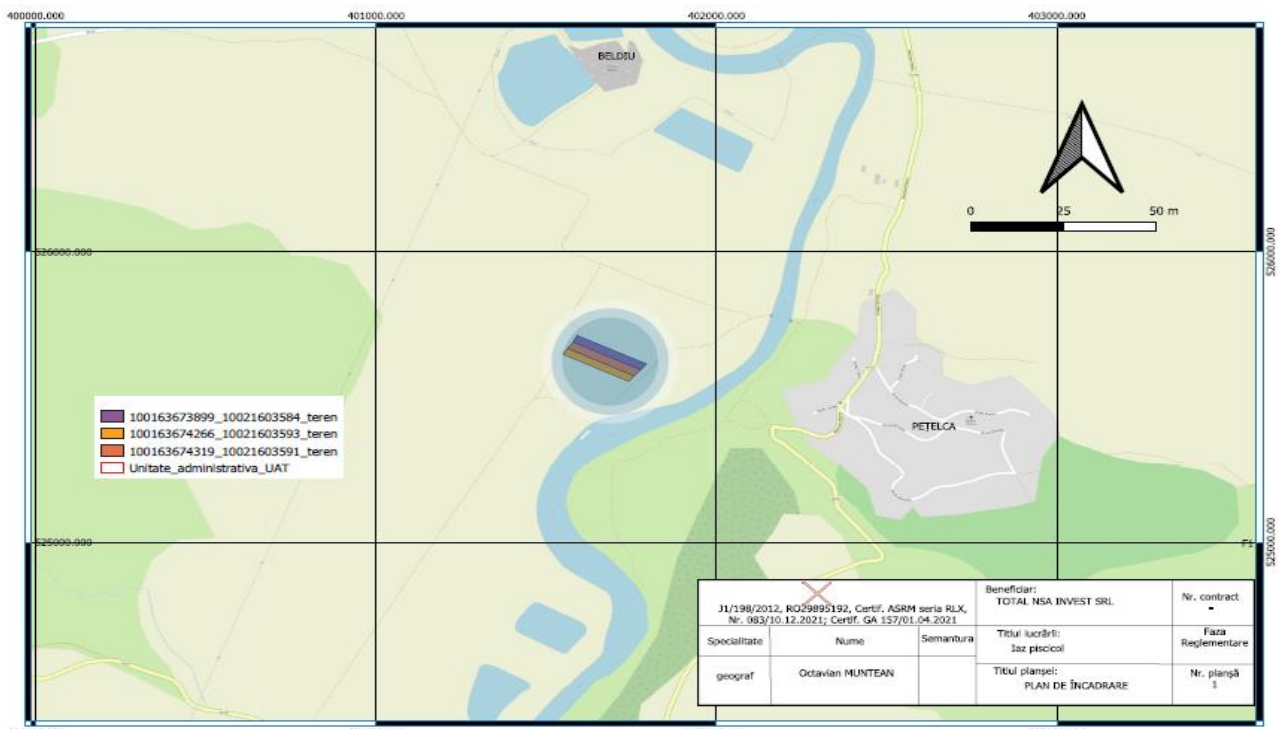 400000.000 401000.000 402000.000 403000.000
BELDIU
0 25 50 m
526000.000 526000.000
100163673899_10021603584_teren
100163674266_10021603593_teren
100163674319_10021603591_teren
Unitate_administrativa_UAT
PEȚELCA
525000.000 525000.000
J1/198/2012, RO29895192, Certif. ASRM seria RLX,
Nr. 083/10.12.2021; Certif. GA 157/01.04.2021
Beneficiar:
TOTAL NSA INVEST SRL
Nr. contract
-
Specialitate Nume Semantura
Titlul lucrării:
Iaz piscicol
Faza
Reglementare
geograf Octavian MUNTEAN
Titlul planșei:
PLAN DE ÎNCADRARE
Nr. planșă
1